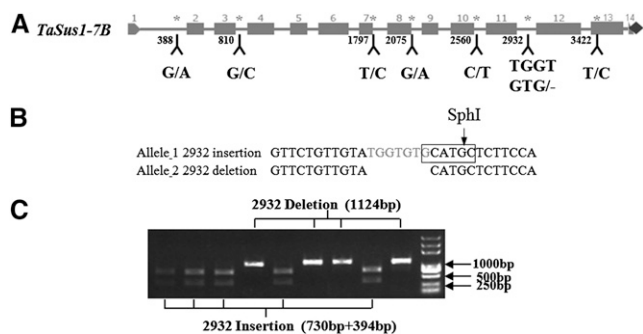 A
TaSus1-7B
1 2 3 4 5 6 7 8 9 10 11 12 13 14
* * * * * * *
388 810 1797 2075 2560 2932 3422
G/A G/C T/C G/A C/T TGGT T/C
GTG/-
B
SphI
Allele_1 2932 insertion GTTCTGTTGTATGGTGTGCATGCTCTTCCA
Allele_2 2932 deletion GTTCTGTTGTA CATGCTCTTCCA
C
2932 Deletion (1124bp)
1000bp
500bp
250bp
2932 Insertion (730bp+394bp)